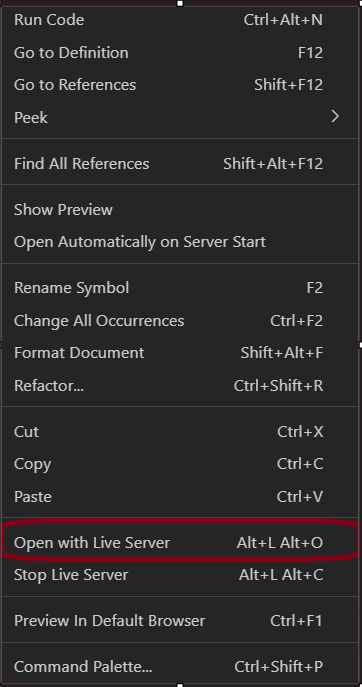 Run Code Ctrl+Alt+N
Go to Definition F12
Go to References Shift+F12
Peek
Find All References Shift+Alt+F12
Show Preview
Open Automatically on Server Start
Rename Symbol F2
Change All Occurrences Ctrl+F2
Format Document Shift+Alt+F
Refactor... Ctrl+Shift+R
Cut Ctrl+X
Copy Ctrl+C
Paste Ctrl+V
Open with Live Server Alt+L Alt+O
Stop Live Server Alt+L Alt+C
Preview In Default Browser Ctrl+F1
Command Palette... Ctrl+Shift+P